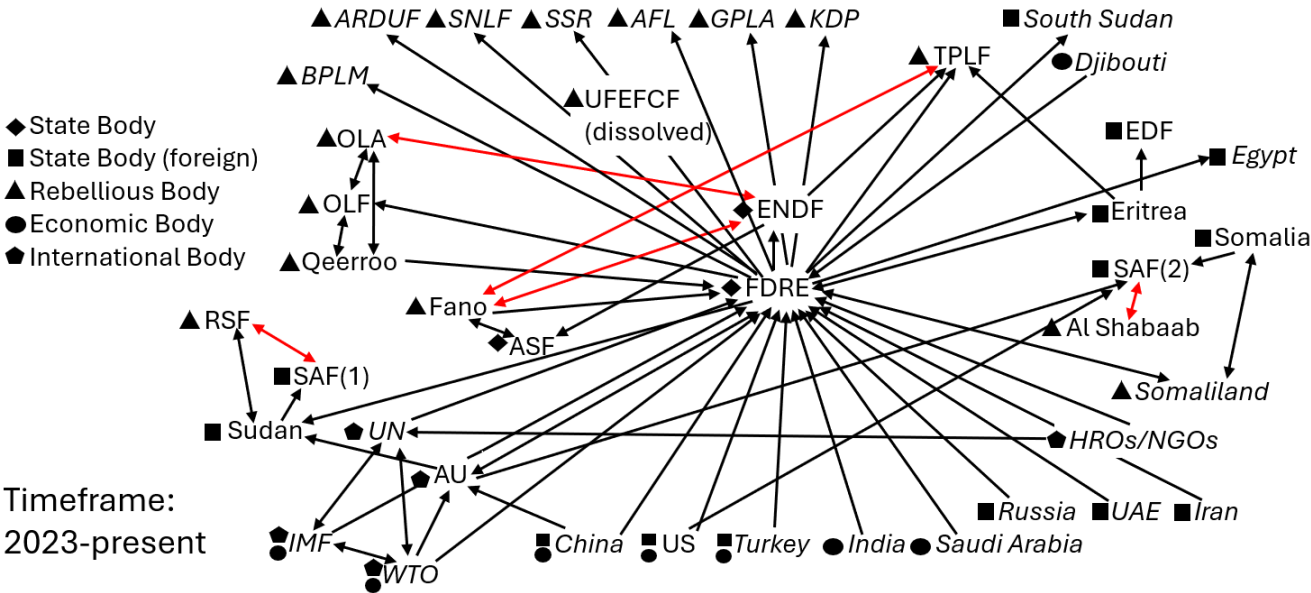 ARDUF
SNLF
SSR
AFL
GPLA
KDP
South Sudan
TPLF
Djibouti
BPLM
UFEFCF
(dissolved)
State Body
State Body (foreign)
Rebellious Body
Economic Body
International Body
OLA
EDF
Egypt
OLF
ENDF
Eritrea
Qeerroo
Somalia
SAF(2)
FDRE
Fano
RSF
ASF
Al Shabaab
SAF(1)
Somaliland
Sudan
UN
HROs/NGOs
AU
Timeframe:
2023-present
Russia
UAE
Iran
IMF
China
US
Turkey
India
Saudi Arabia
WTO